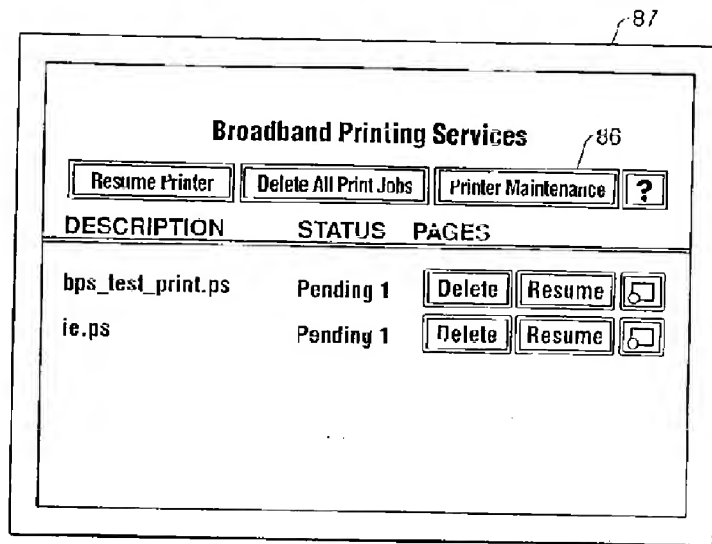 87
Broadband Printing Services
86
Resume Printer Delete All Print Jobs Printer Maintenance ?
DESCRIPTION STATUS PAGES
bps_test_print.ps Pending 1 Delete Resume
ie.ps Pending 1 Delete Resume